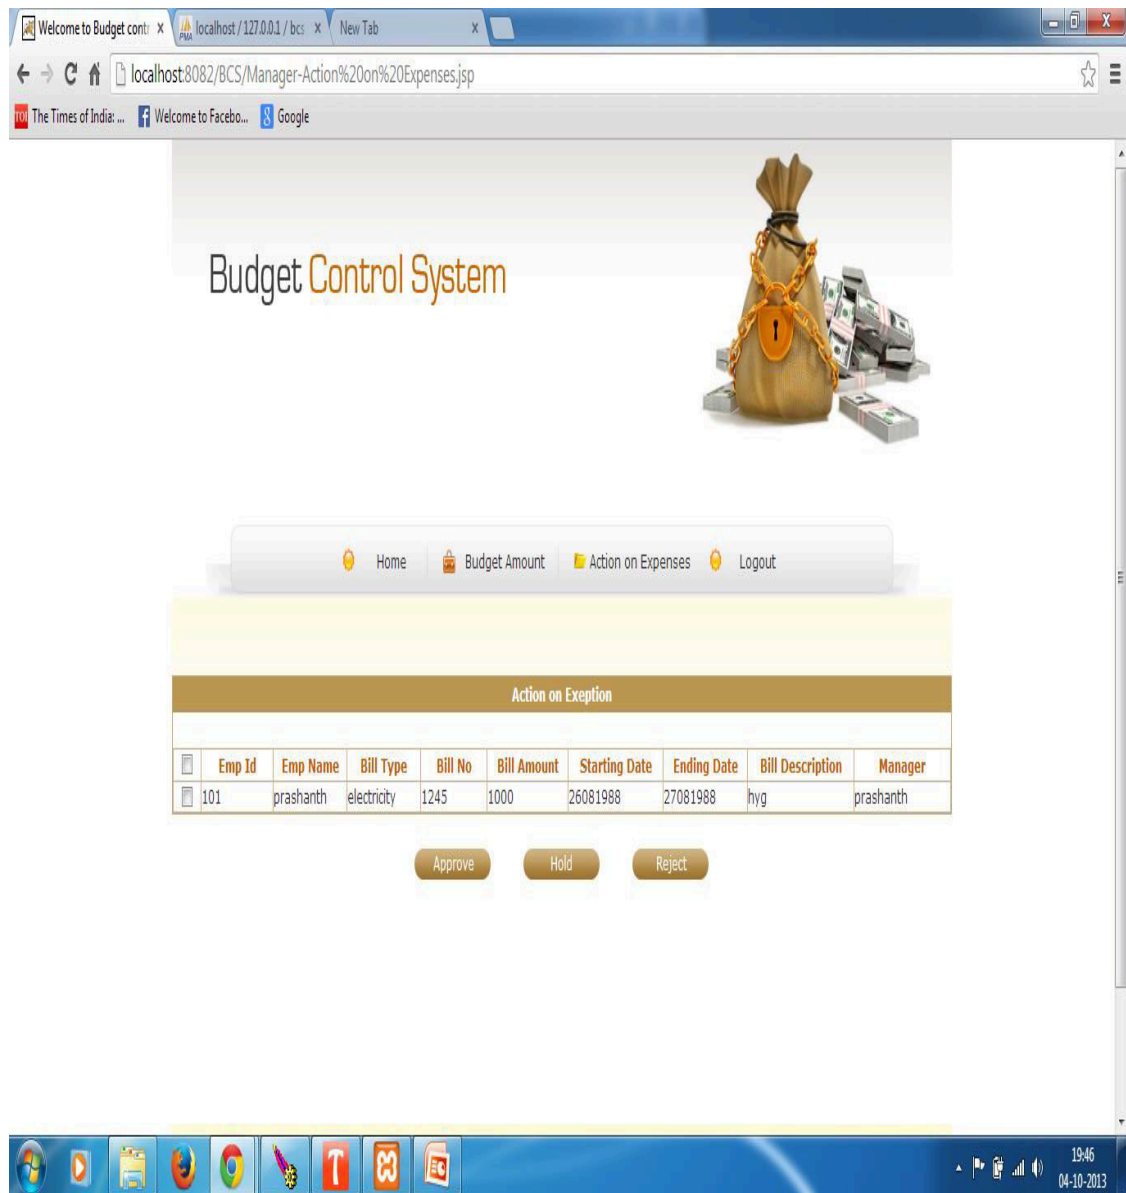 Welcome to Budget contr
localhost / 127.0.0.1 / bcs
New Tab
localhost:8082/BCS/Manager-Action%20on%20Expenses.jsp
TOI The Times of India: ... Welcome to Facebo... Google
Budget Control System
Home Budget Amount Action on Expenses Logout
Action on Exeption
Emp Id Emp Name Bill Type Bill No Bill Amount Starting Date Ending Date Bill Description Manager
101 prashanth electricity 1245 1000 26081988 27081988 hyg prashanth
Approve Hold Reject
19:46
04-10-2013